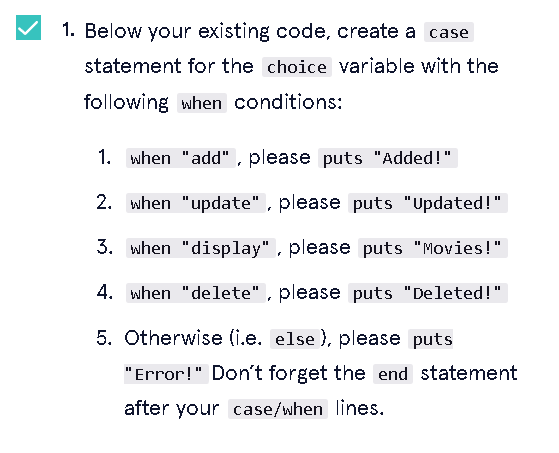 1. Below your existing code, create a case
statement for the choice variable with the
following when conditions:
1. when "add", please puts "Added!"
2. when "update", please puts "Updated!"
3. when "display", please puts "Movies!"
4. when "delete", please puts "Deleted!"
5. Otherwise (i.e. else), please puts
"Error!" Don't forget the end statement
after your case/when lines.